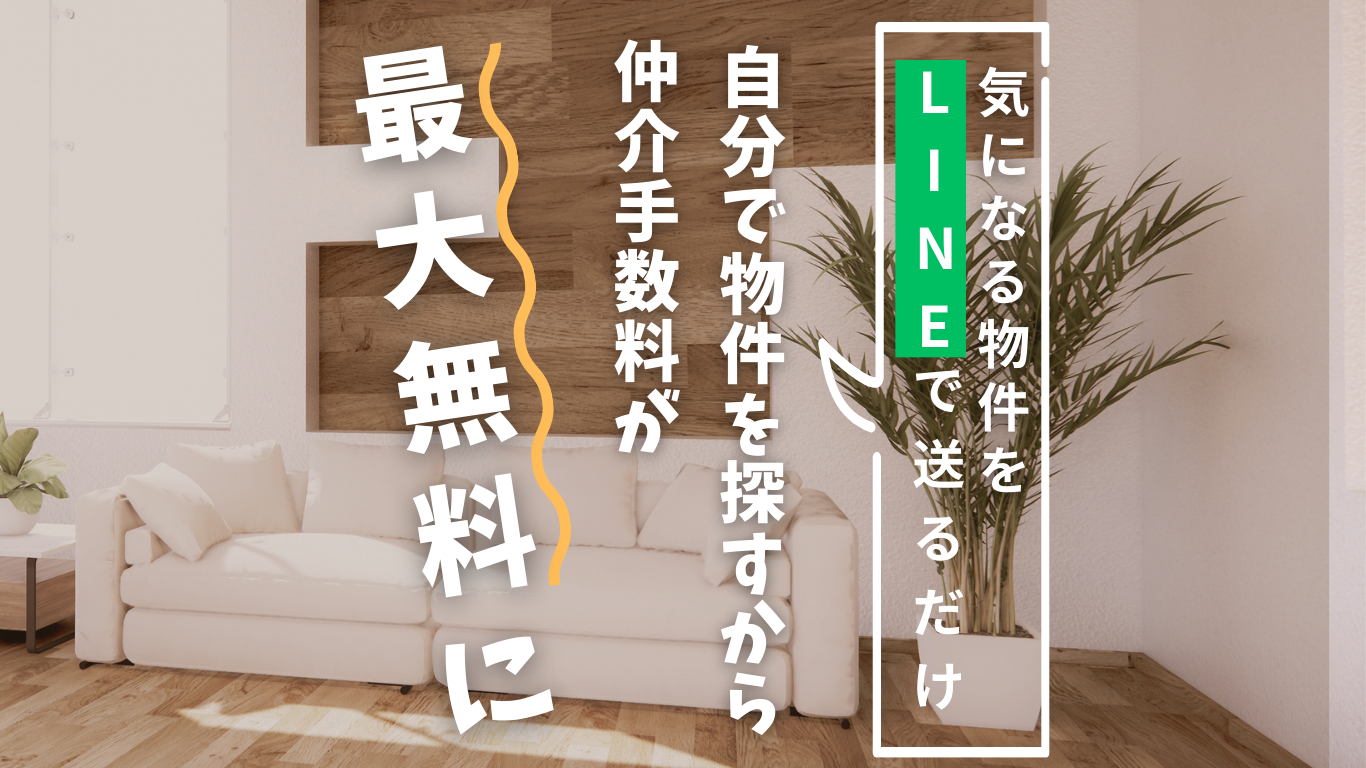 気になる物件を
LINEで送るだけ
自分で物件を探すから
仲介手数料が
最大無料に